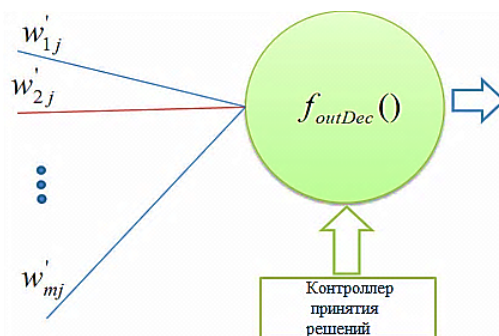 w'1j
w'2j
foutDec()
w'mj
Контроллер
принятия
решений